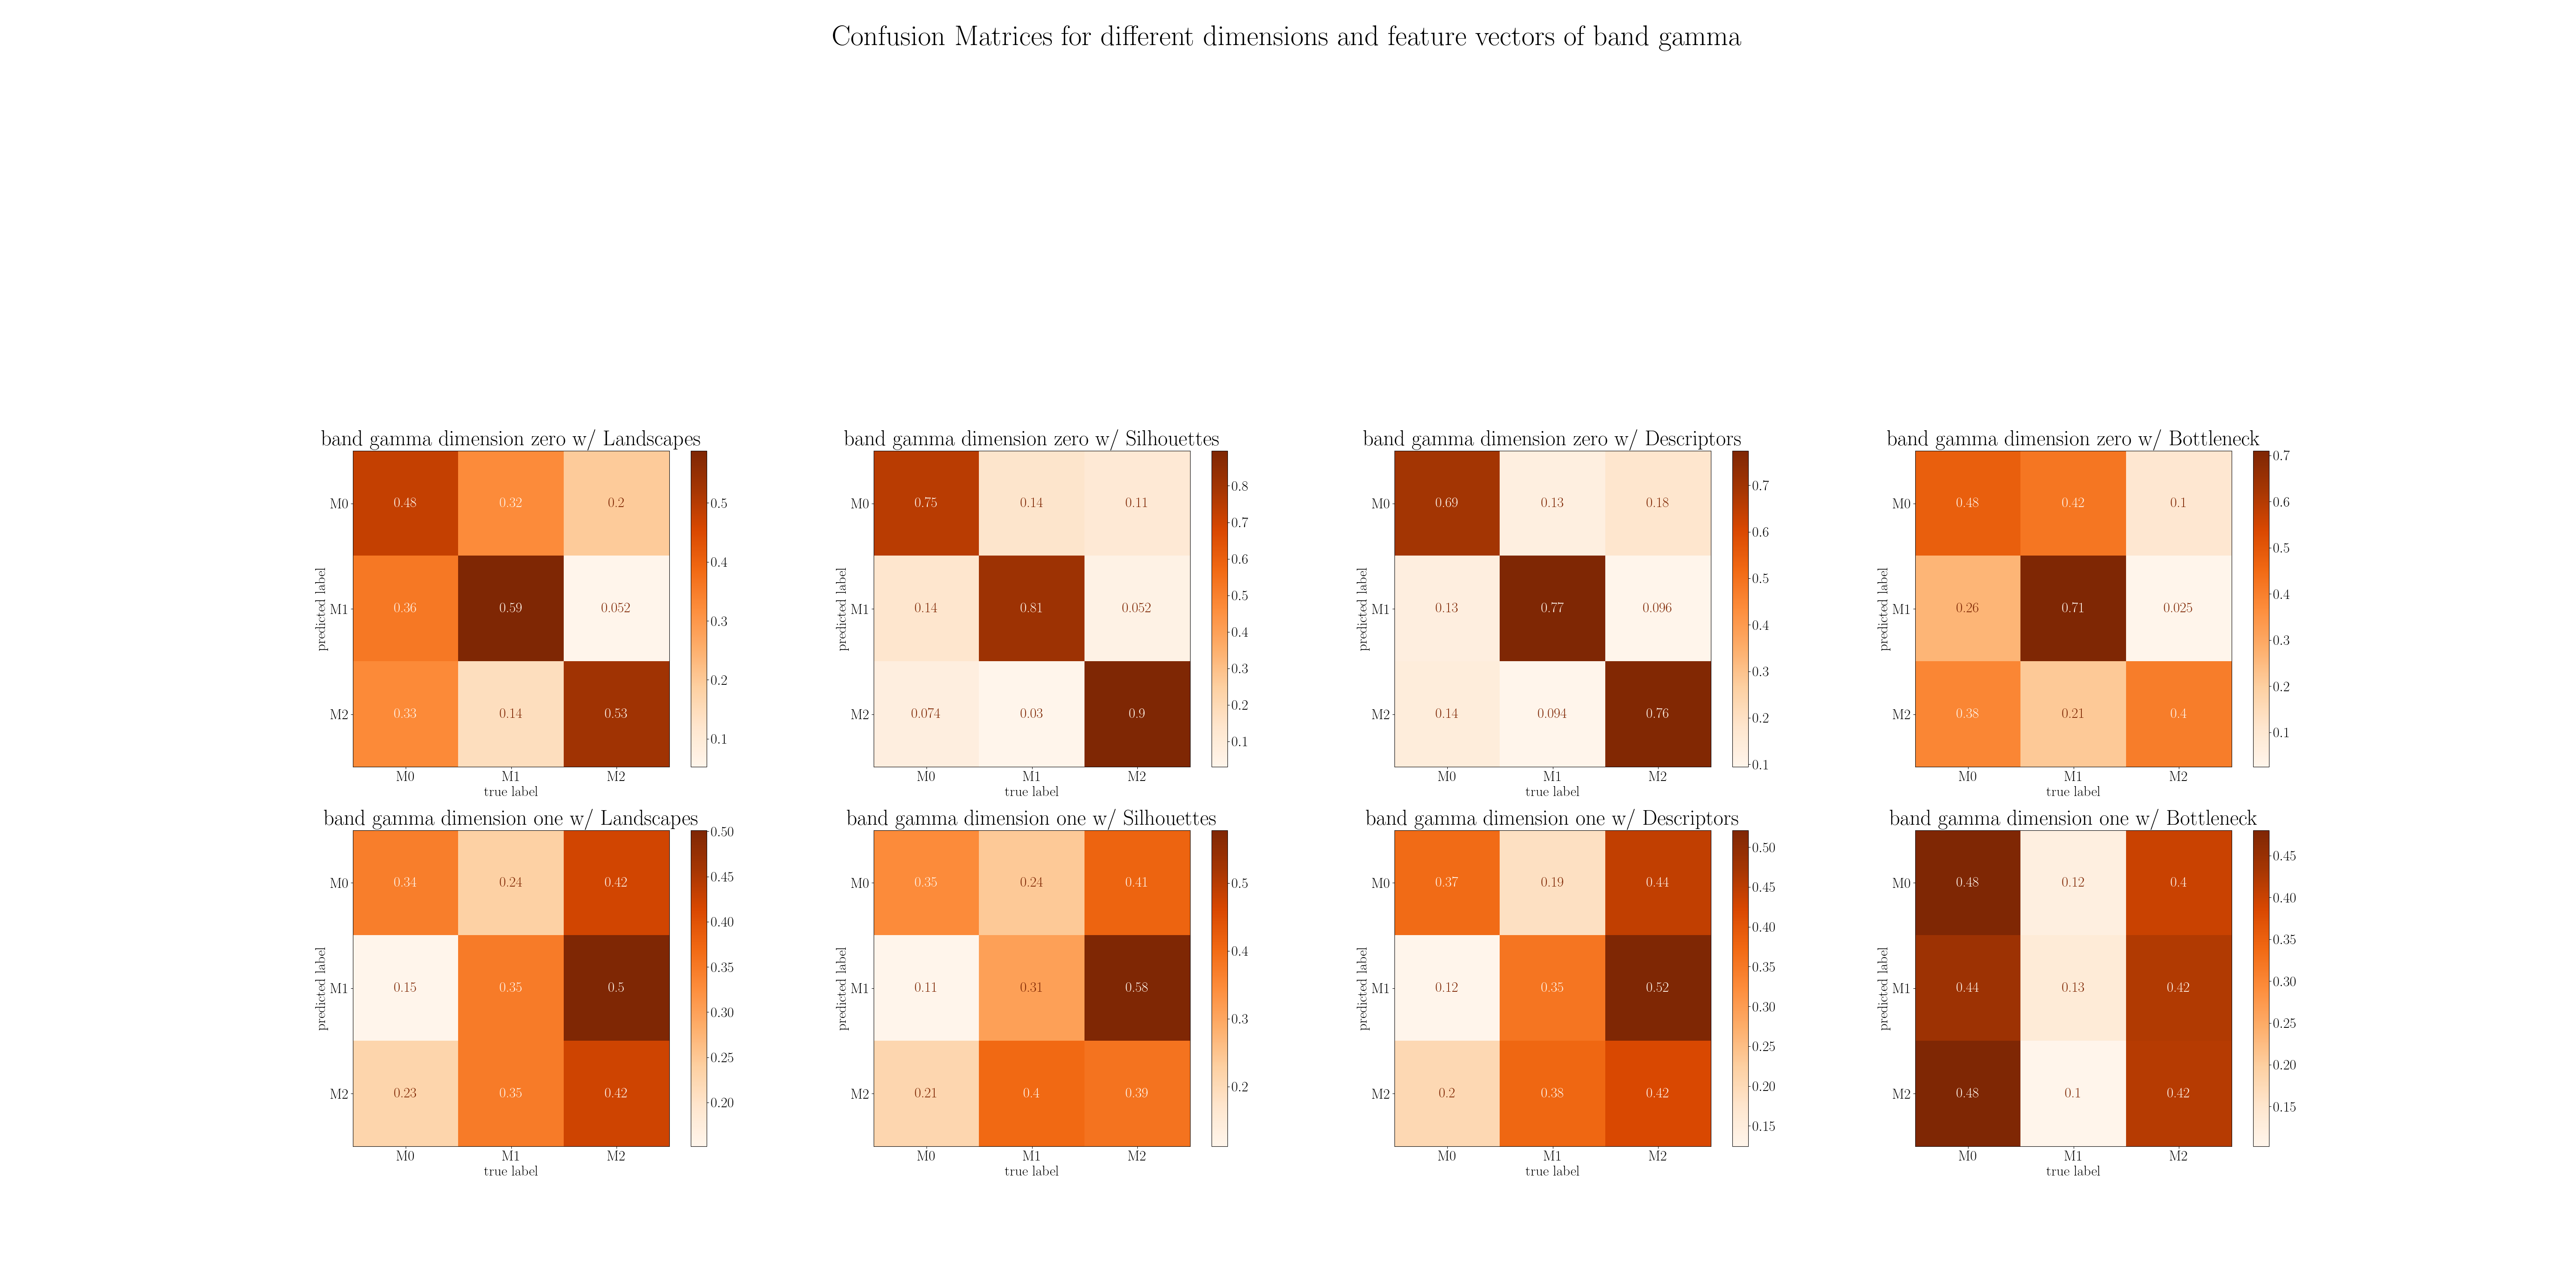 Confusion Matrices for different dimensions and feature vectors of band gamma
band gamma dimension zero w/ Landscapes
predicted label
M0 0.48 0.32 0.2
M1 0.36 0.59 0.052
M2 0.33 0.14 0.53
M0 M1 M2
true label
0.5
0.4
0.3
0.2
0.1
band gamma dimension zero w/ Silhouettes
predicted label
M0 0.75 0.14 0.11
M1 0.14 0.81 0.052
M2 0.074 0.03 0.9
M0 M1 M2
true label
0.8
0.7
0.6
0.5
0.4
0.3
0.2
0.1
band gamma dimension zero w/ Descriptors
predicted label
M0 0.69 0.13 0.18
M1 0.13 0.77 0.096
M2 0.14 0.094 0.76
M0 M1 M2
true label
0.7
0.6
0.5
0.4
0.3
0.2
0.1
band gamma dimension zero w/ Bottleneck
predicted label
M0 0.48 0.42 0.1
M1 0.26 0.71 0.025
M2 0.38 0.21 0.4
M0 M1 M2
true label
0.7
0.6
0.5
0.4
0.3
0.2
0.1
band gamma dimension one w/ Landscapes
predicted label
M0 0.34 0.24 0.42
M1 0.15 0.35 0.5
M2 0.23 0.35 0.42
M0 M1 M2
true label
0.50
0.45
0.40
0.35
0.30
0.25
0.20
band gamma dimension one w/ Silhouettes
predicted label
M0 0.35 0.24 0.41
M1 0.11 0.31 0.58
M2 0.21 0.4 0.39
M0 M1 M2
true label
0.5
0.4
0.3
0.2
band gamma dimension one w/ Descriptors
predicted label
M0 0.37 0.19 0.44
M1 0.12 0.35 0.52
M2 0.2 0.38 0.42
M0 M1 M2
true label
0.50
0.45
0.40
0.35
0.30
0.25
0.20
0.15
band gamma dimension one w/ Bottleneck
predicted label
M0 0.48 0.12 0.4
M1 0.44 0.13 0.42
M2 0.48 0.1 0.42
M0 M1 M2
true label
0.45
0.40
0.35
0.30
0.25
0.20
0.15